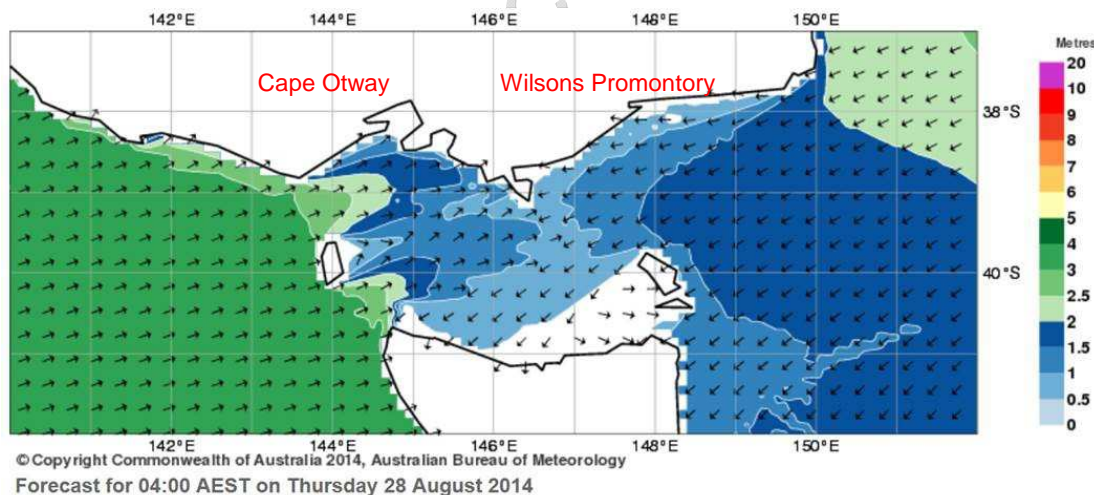 142°E 144°E 146°E 148°E 150°E
Metres
Cape Otway Wilsons Promontory
20
10
9
8
7
6
5
4
3
2.5
2
1.5
1
0.5
0
38°S
40°S
142°E 144°E 146°E 148°E 150°E
© Copyright Commonwealth of Australia 2014, Australian Bureau of Meteorology
Forecast for 04:00 AEST on Thursday 28 August 2014